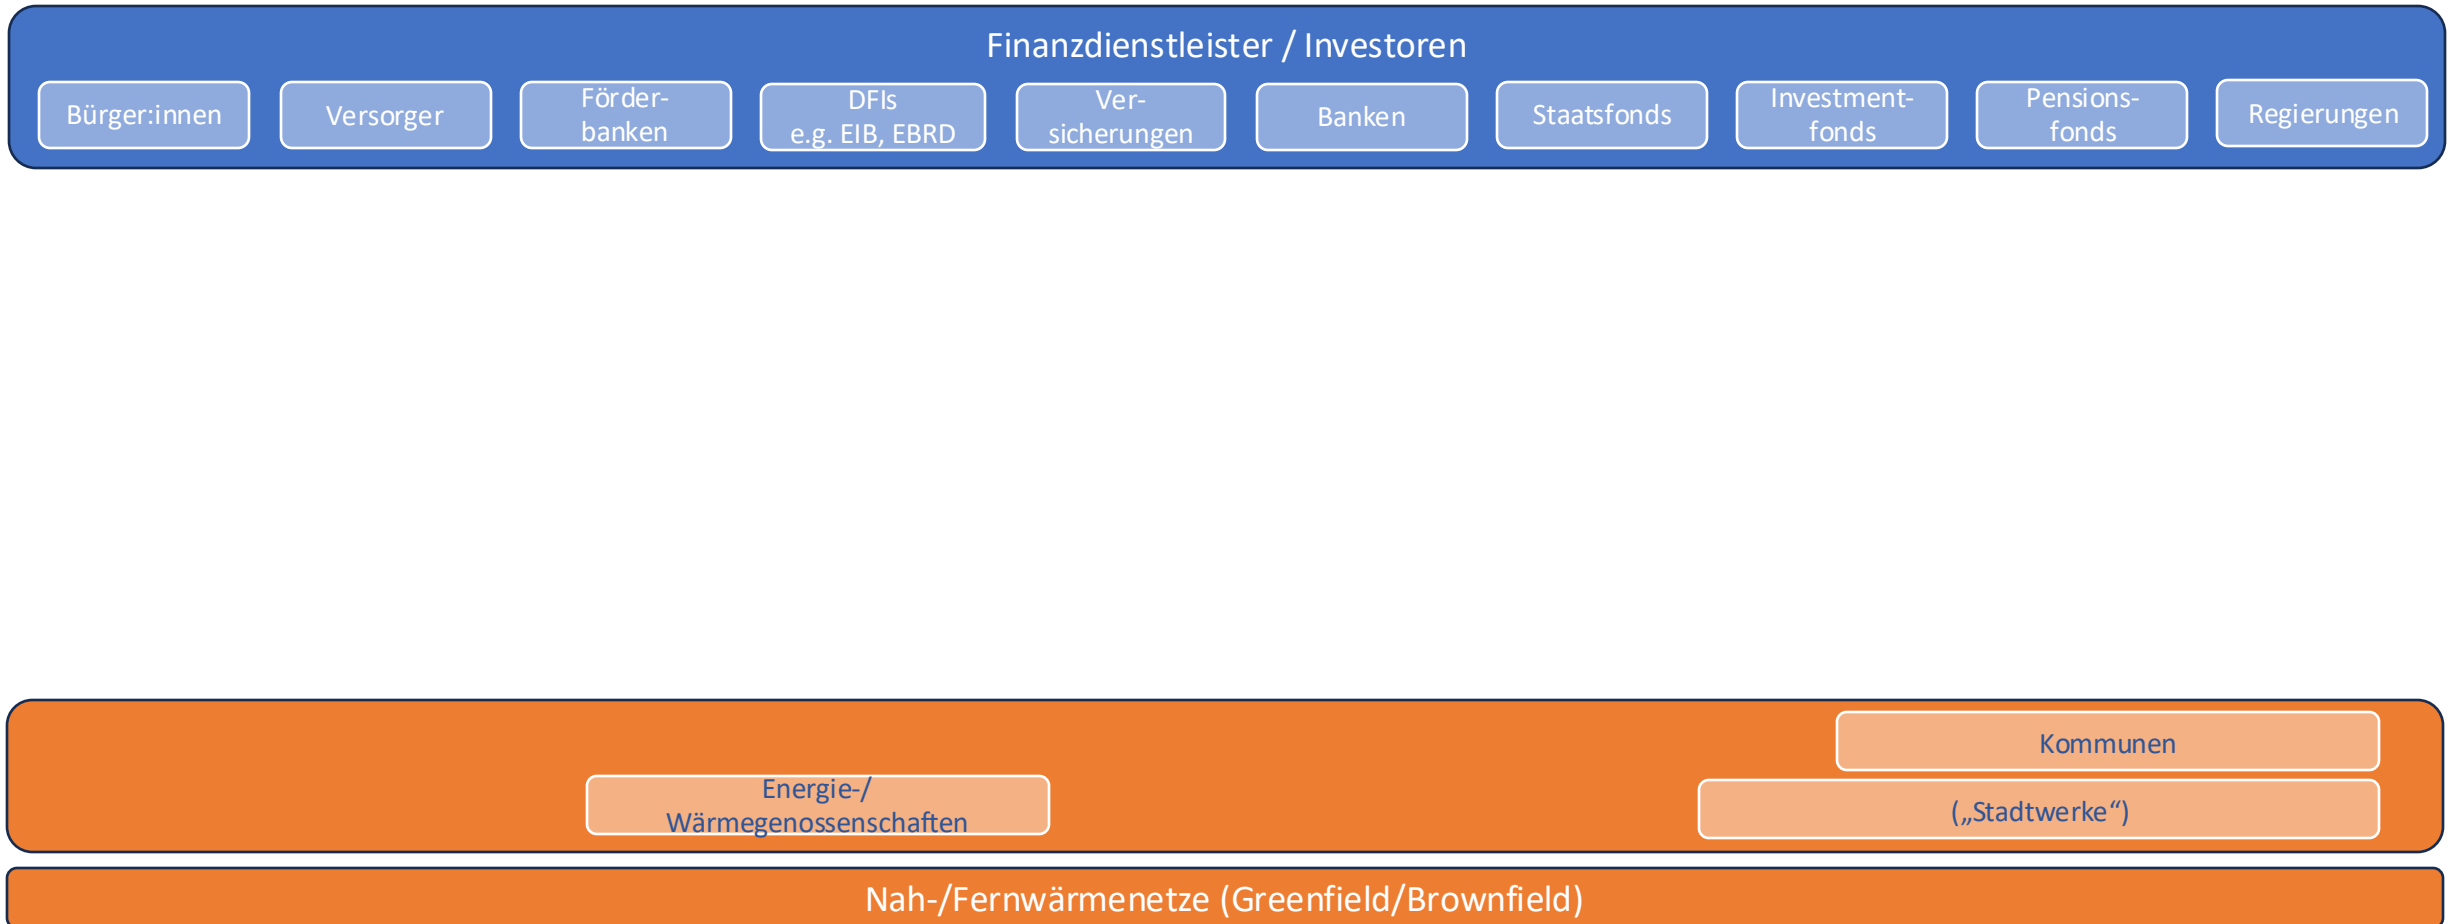 Finanzdienstleister / Investoren
Bürger:innen
Versorger
Förder-
banken
DFIs
e.g. EIB, EBRD
Ver-
sicherungen
Banken
Staatsfonds
Investment-
fonds
Pensions-
fonds
Regierungen
Kommunen
Energie-/
Wärmegenossenschaften
(„Stadtwerke“)
Nah-/Fernwärmenetze (Greenfield/Brownfield)